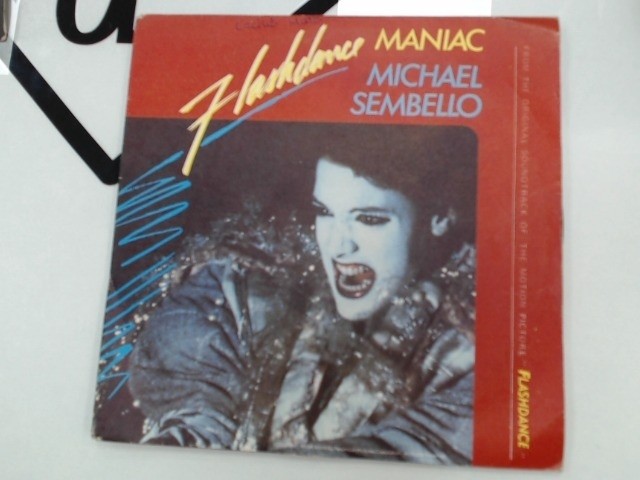 Flashdance
MANIAC
MICHAEL
SEMBELLO
FROM THE ORIGINAL SOUNDTRACK OF THE MOTION PICTURE - FLASHDANCE -